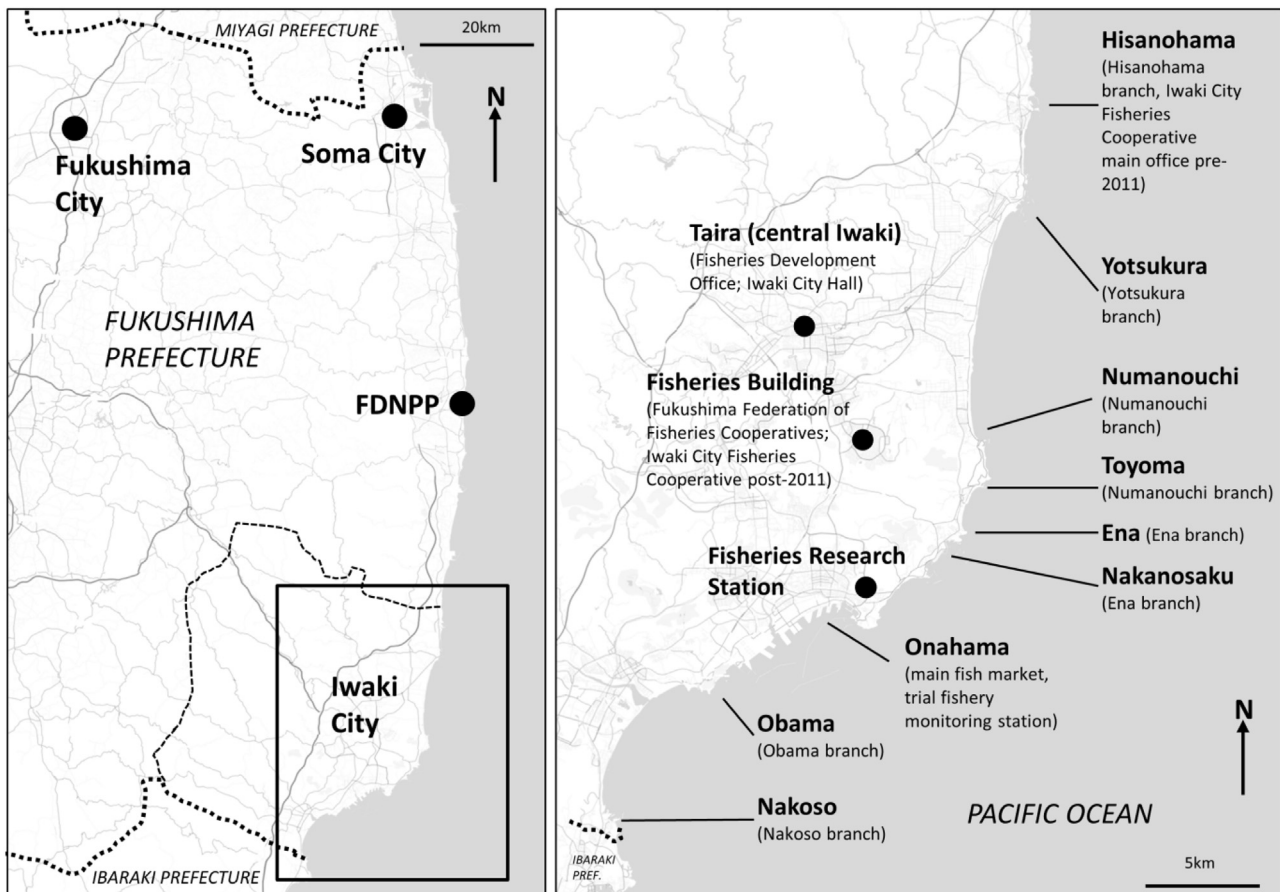 MIYAGI PREFECTURE
20km
N
Fukushima
City
Soma City
FUKUSHIMA
PREFECTURE
FDNPP
Iwaki
City
IBARAKI PREFECTURE
Hisanohama
(Hisanohama
branch, Iwaki City
Fisheries
Cooperative
main office pre-
2011)
Taira (central Iwaki)
(Fisheries Development
Office; Iwaki City Hall)
Yotsukura
(Yotsukura
branch)
Fisheries Building
(Fukushima Federation of
Fisheries Cooperatives;
Iwaki City Fisheries
Cooperative post-2011)
Numanouchi
(Numanouchi
branch)
Toyoma
(Numanouchi branch)
Ena (Ena branch)
Fisheries Research
Station
Nakanosaku
(Ena branch)
Onahama
(main fish market,
trial fishery
monitoring station)
Obama
(Obama branch)
N
Nakoso
(Nakoso branch)
PACIFIC OCEAN
IBARAKI
PREF.
5km